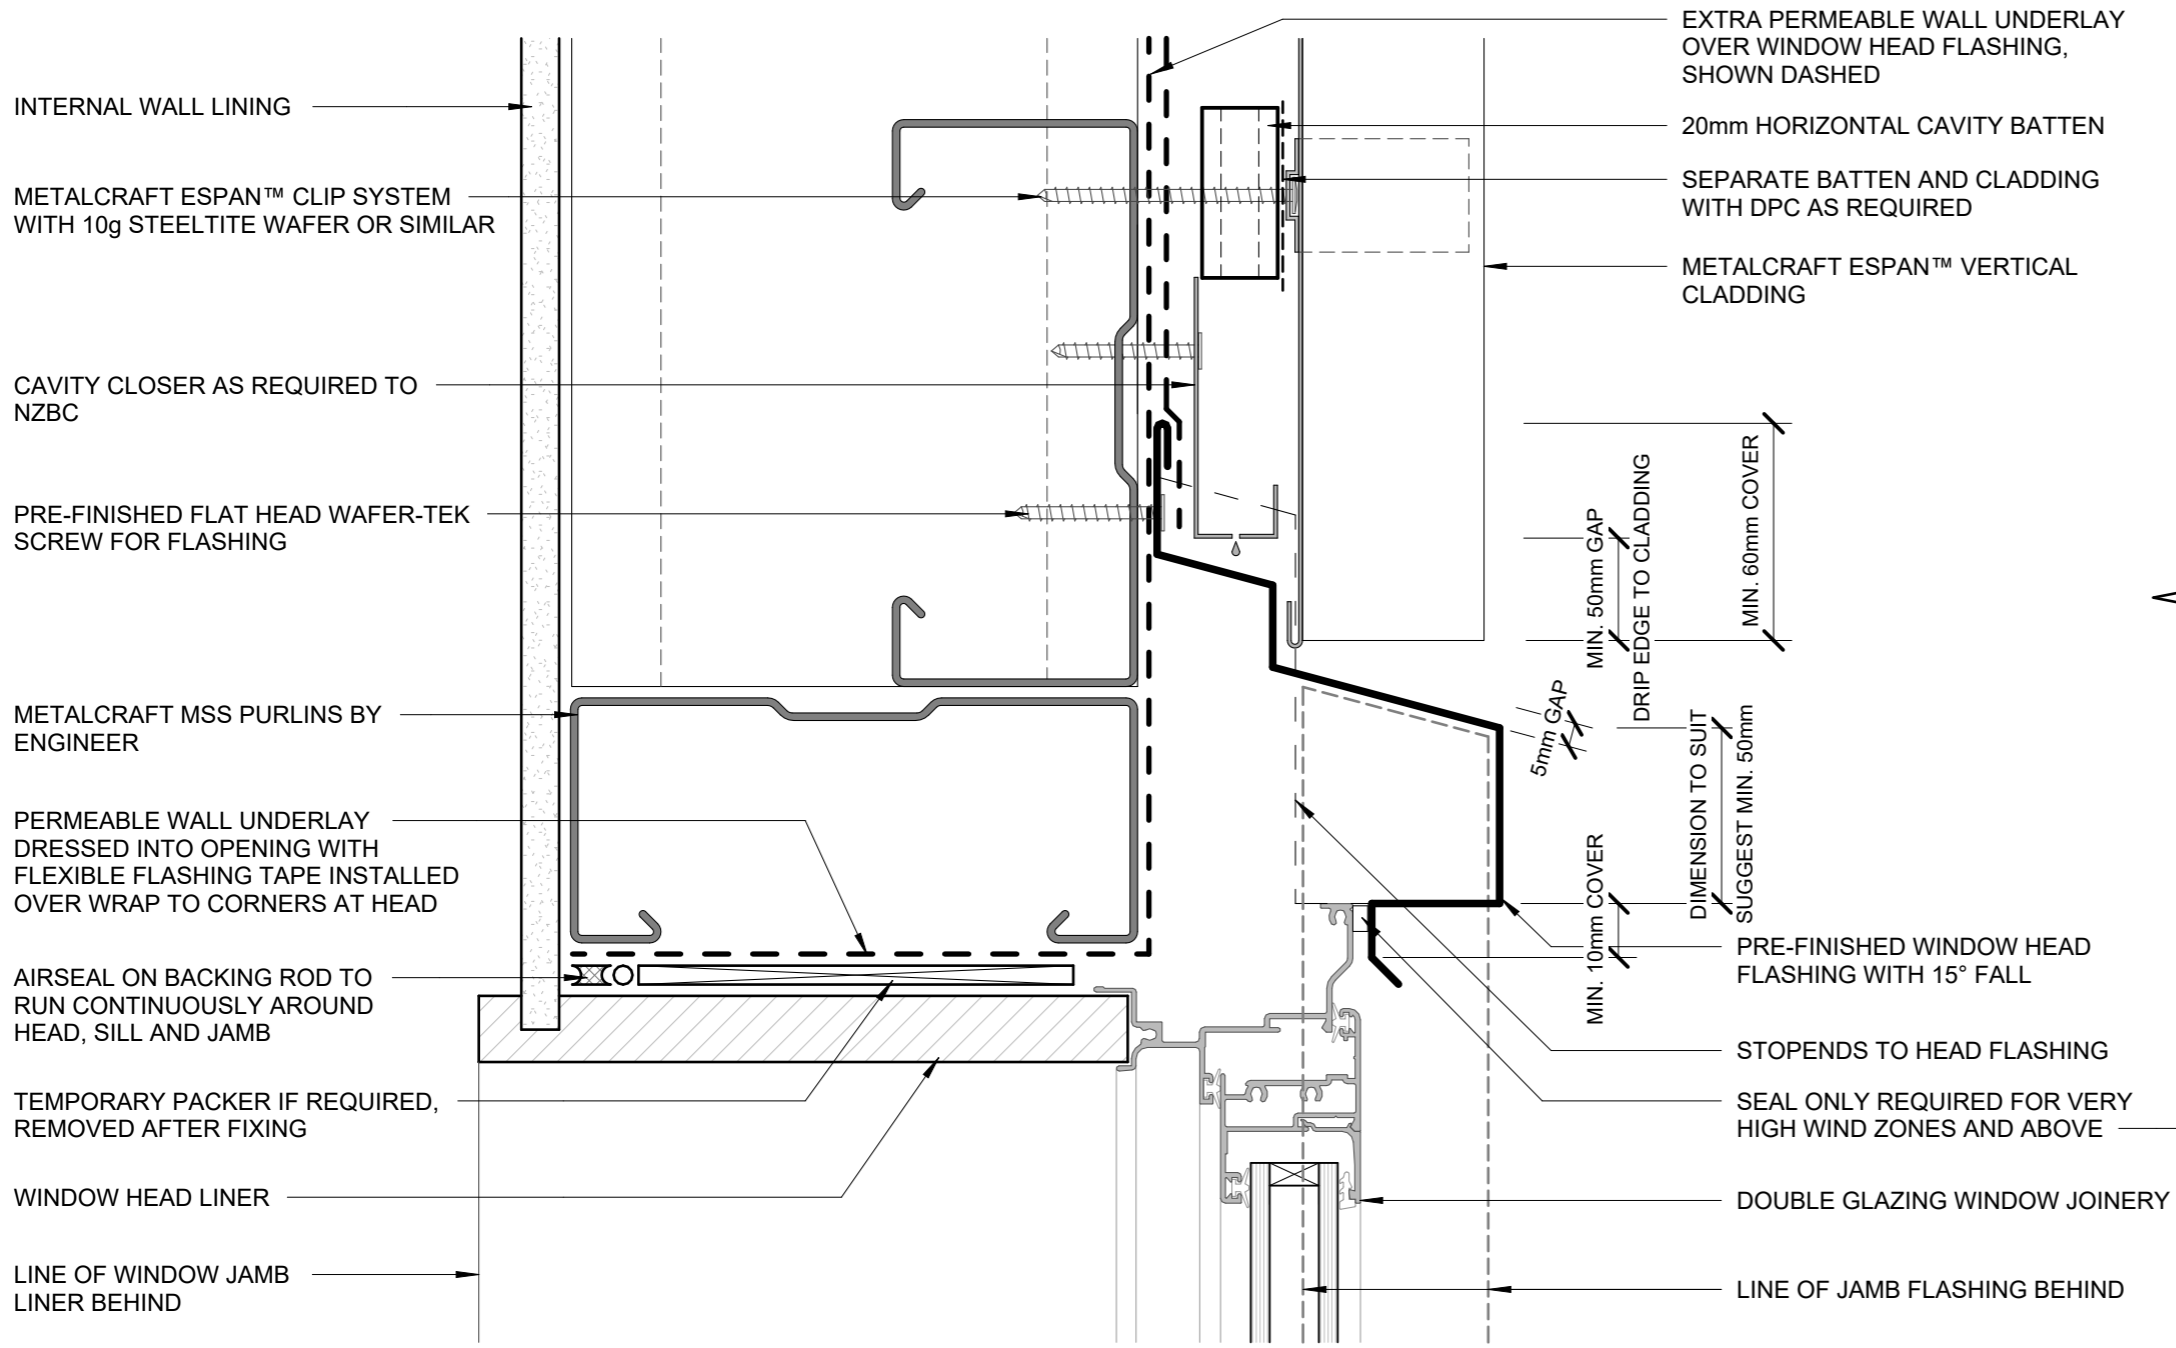 INTERNAL WALL LINING
METALCRAFT ESPAN™ CLIP SYSTEM
WITH 10g STEELTITE WAFER OR SIMILAR
CAVITY CLOSER AS REQUIRED TO
NZBC
PRE-FINISHED FLAT HEAD WAFER-TEK
SCREW FOR FLASHING
METALCRAFT MSS PURLINS BY
ENGINEER
PERMEABLE WALL UNDERLAY
DRESSED INTO OPENING WITH
FLEXIBLE FLASHING TAPE INSTALLED
OVER WRAP TO CORNERS AT HEAD
AIRSEAL ON BACKING ROD TO
RUN CONTINUOUSLY AROUND
HEAD, SILL AND JAMB
TEMPORARY PACKER IF REQUIRED,
REMOVED AFTER FIXING
WINDOW HEAD LINER
LINE OF WINDOW JAMB
LINER BEHIND
EXTRA PERMEABLE WALL UNDERLAY
OVER WINDOW HEAD FLASHING,
SHOWN DASHED
20mm HORIZONTAL CAVITY BATTEN
SEPARATE BATTEN AND CLADDING
WITH DPC AS REQUIRED
METALCRAFT ESPAN™ VERTICAL
CLADDING
MIN. 50mm GAP
DRIP EDGE TO CLADDING
MIN. 60mm COVER
5mm GAP
DIMENSION TO SUIT
SUGGEST MIN. 50mm
MIN. 10mm COVER
PRE-FINISHED WINDOW HEAD
FLASHING WITH 15° FALL
STOPENDS TO HEAD FLASHING
SEAL ONLY REQUIRED FOR VERY
HIGH WIND ZONES AND ABOVE
DOUBLE GLAZING WINDOW JOINERY
LINE OF JAMB FLASHING BEHIND